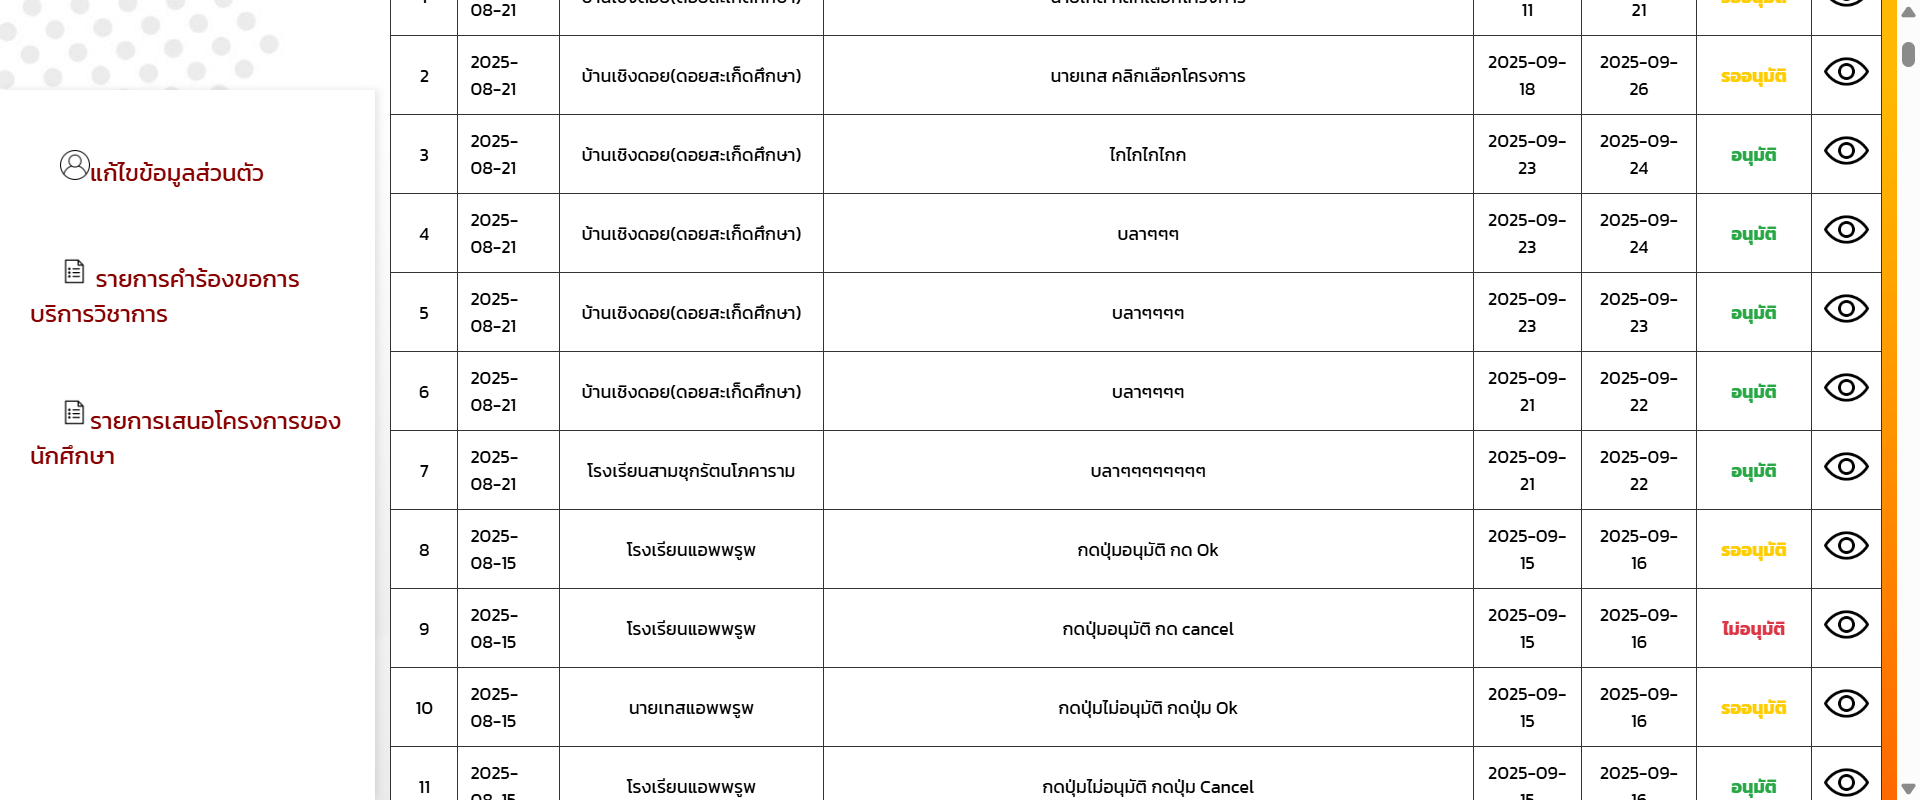 แก้ไขข้อมูลส่วนตัว
รายการคำร้องขอการ
บริการวิชาการ
รายการเสนอโครงการของ
นักศึกษา
08-21 11 21
2 2025-08-21 บ้านเชิงดอย(ดอยสะเก็ดศึกษา) นายเทส คลิกเลือกโครงการ 2025-09-18 2025-09-26 รออนุมัติ
3 2025-08-21 บ้านเชิงดอย(ดอยสะเก็ดศึกษา) ไกไกไกไกก 2025-09-23 2025-09-24 อนุมัติ
4 2025-08-21 บ้านเชิงดอย(ดอยสะเก็ดศึกษา) บลาๆๆๆ 2025-09-23 2025-09-24 อนุมัติ
5 2025-08-21 บ้านเชิงดอย(ดอยสะเก็ดศึกษา) บลาๆๆๆๆ 2025-09-23 2025-09-23 อนุมัติ
6 2025-08-21 บ้านเชิงดอย(ดอยสะเก็ดศึกษา) บลาๆๆๆๆ 2025-09-21 2025-09-22 อนุมัติ
7 2025-08-21 โรงเรียนสามชุกรัตนโภคาราม บลาๆๆๆๆๆๆๆๆ 2025-09-21 2025-09-22 อนุมัติ
8 2025-08-15 โรงเรียนแอพพรูพ กดปุ่มอนุมัติ กด Ok 2025-09-15 2025-09-16 รออนุมัติ
9 2025-08-15 โรงเรียนแอพพรูพ กดปุ่มอนุมัติ กด cancel 2025-09-15 2025-09-16 ไม่อนุมัติ
10 2025-08-15 นายเทสแอพพรูพ กดปุ่มไม่อนุมัติ กดปุ่ม Ok 2025-09-15 2025-09-16 รออนุมัติ
11 2025-08-15 โรงเรียนแอพพรูพ กดปุ่มไม่อนุมัติ กดปุ่ม Cancel 2025-09-15 2025-09-16 อนุมัติ